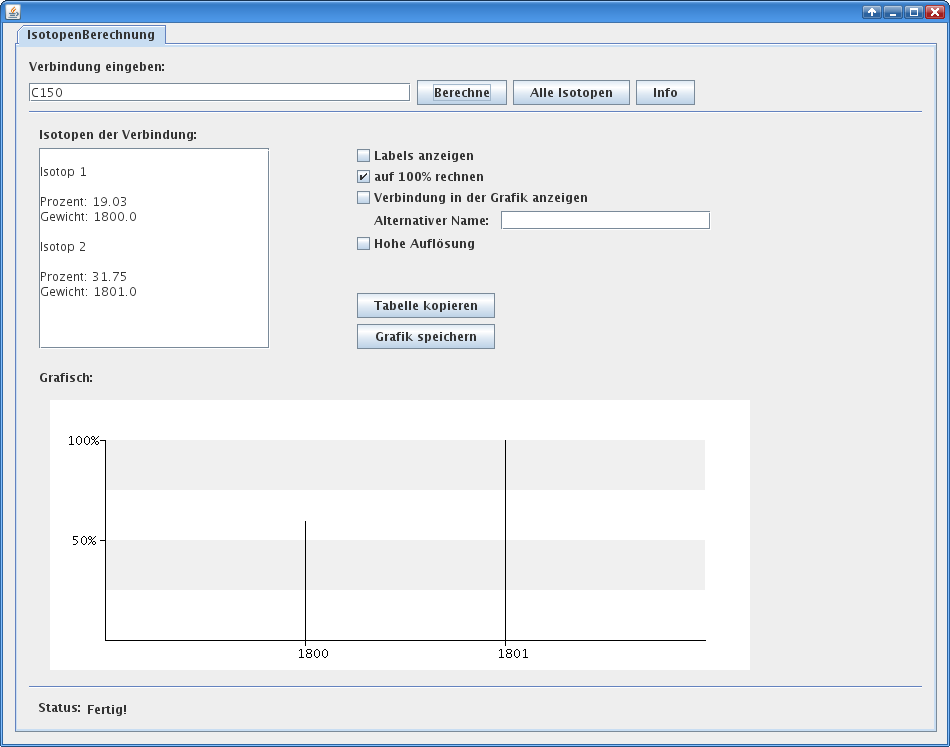 IsotopenBerechnung
Verbindung eingeben:
C150
Berechne
Alle Isotopen
Info
Isotopen der Verbindung:
Isotop 1
Prozent: 19.03
Gewicht: 1800.0
Isotop 2
Prozent: 31.75
Gewicht: 1801.0
Labels anzeigen
auf 100% rechnen
Verbindung in der Grafik anzeigen
Alternativer Name:
Hohe Auflösung
Tabelle kopieren
Grafik speichern
Grafisch:
100%
50%
1800 1801
Status: Fertig!